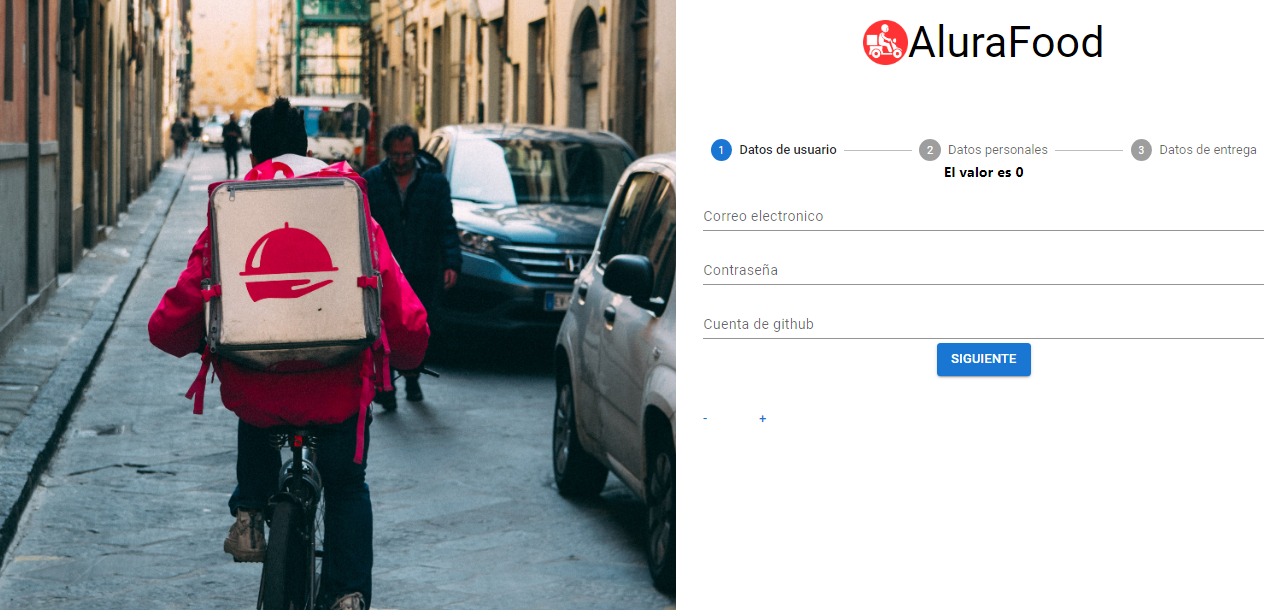 AluraFood
1 Datos de usuario 2 Datos personales 3 Datos de entrega
El valor es 0
Correo electronico
Contraseña
Cuenta de github
SIGUIENTE
- +